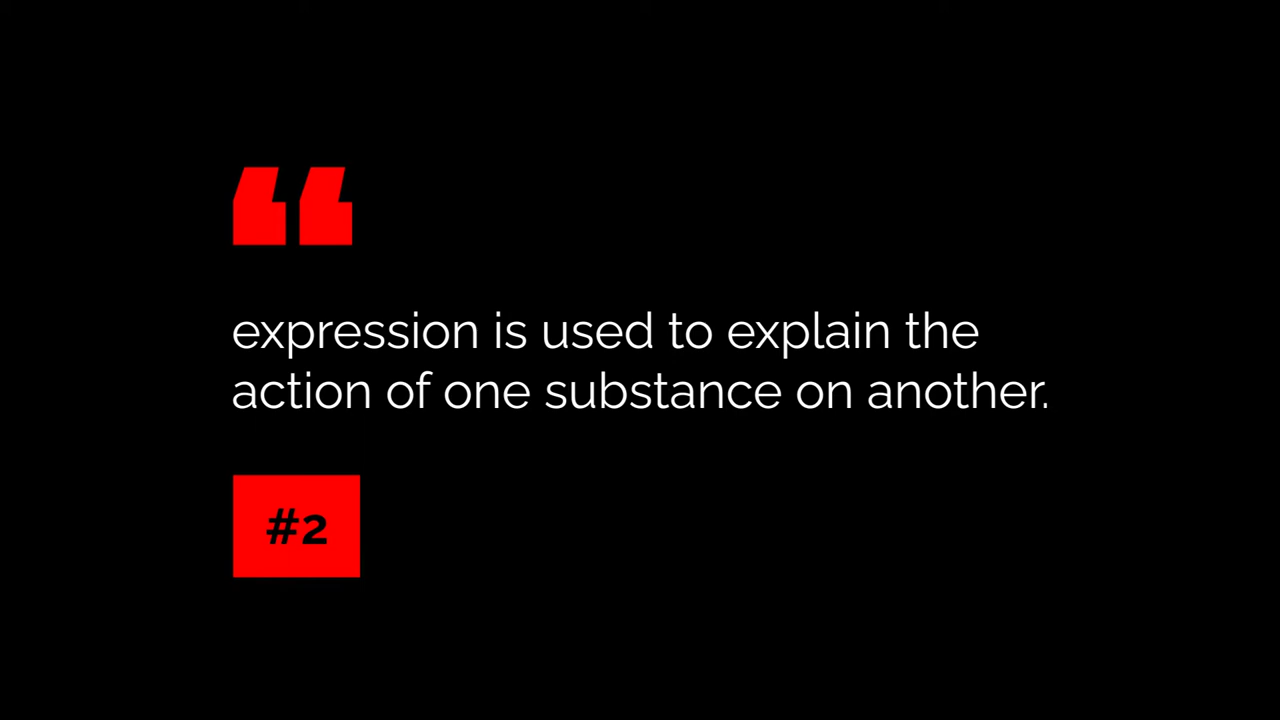 “
expression is used to explain the
action of one substance on another.
#2